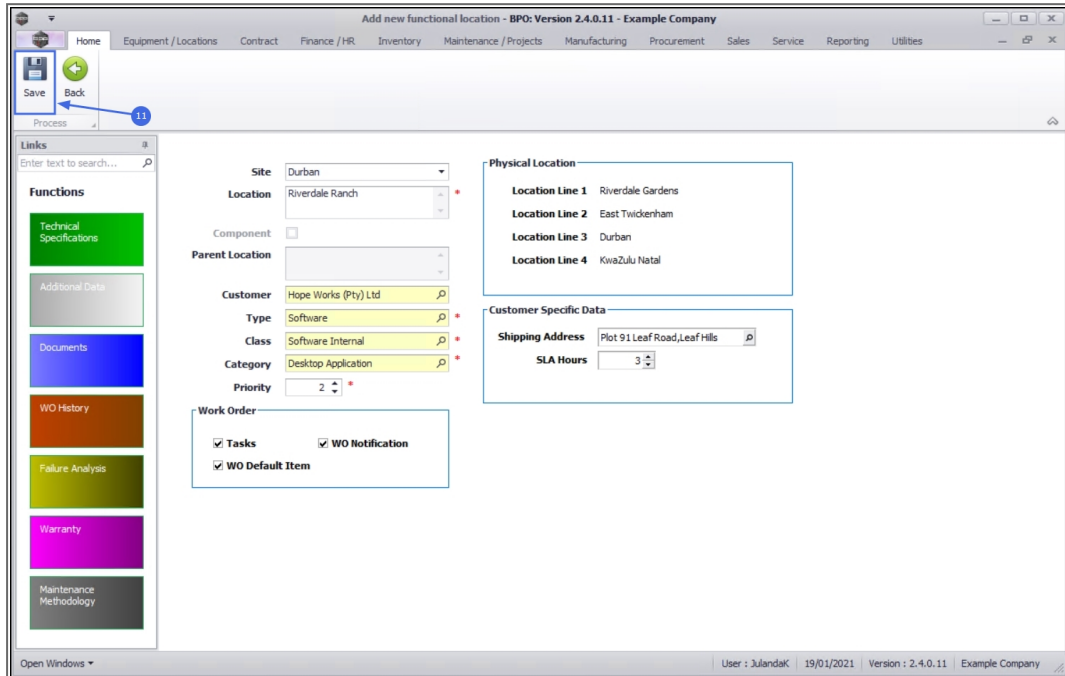 Add new functional location - BPO: Version 2.4.0.11 - Example Company
Home Equipment / Locations Contract Finance / HR Inventory Maintenance / Projects Manufacturing Procurement Sales Service Reporting Utilities
Save Back
11
Process
Links
Enter text to search...
Functions
Technical
Specifications
Additional Data
Documents
WO History
Failure Analysis
Warranty
Maintenance
Methodology
Site Durban
Location Riverdale Ranch *
Component
Parent Location
Customer Hope Works (Pty) Ltd
Type Software *
Class Software Internal *
Category Desktop Application *
Priority 2 *
Work Order
Tasks WO Notification
WO Default Item
Physical Location
Location Line 1 Riverdale Gardens
Location Line 2 East Twickenham
Location Line 3 Durban
Location Line 4 KwaZulu Natal
Customer Specific Data
Shipping Address Plot 91 Leaf Road,Leaf Hills
SLA Hours 3
Open Windows User : JulandaK 19/01/2021 Version : 2.4.0.11 Example Company